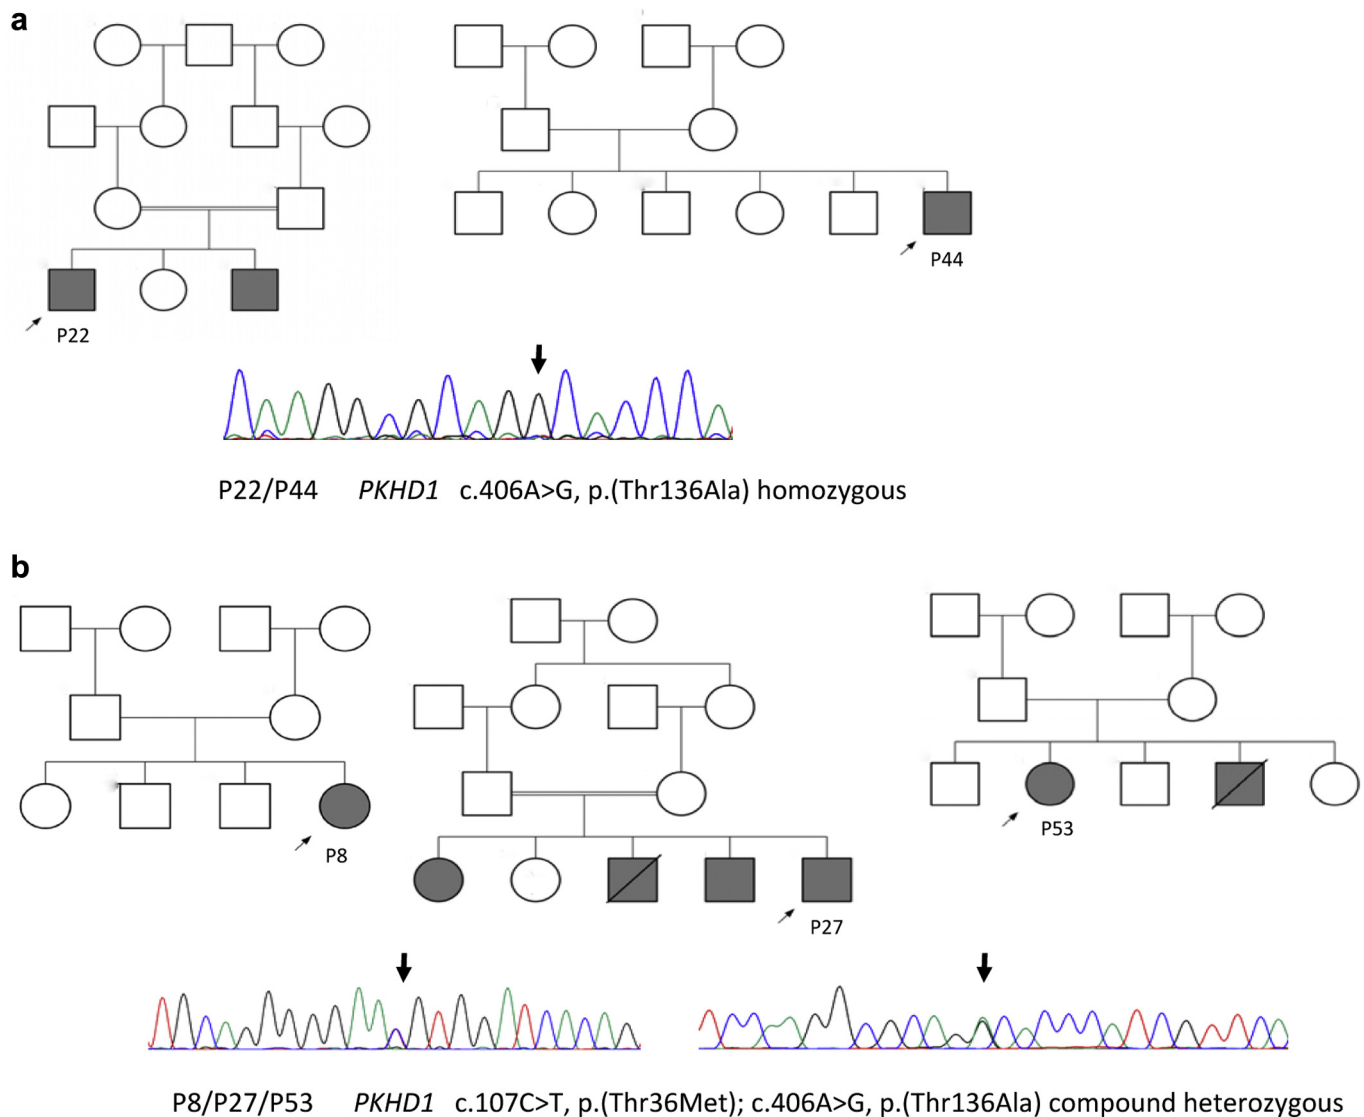 a
P44
P22
P22/P44 PKHD1 c.406A>G, p.(Thr136Ala) homozygous
b
P53
P8
P27
P8/P27/P53 PKHD1 c.107C>T, p.(Thr36Met); c.406A>G, p.(Thr136Ala) compound heterozygous